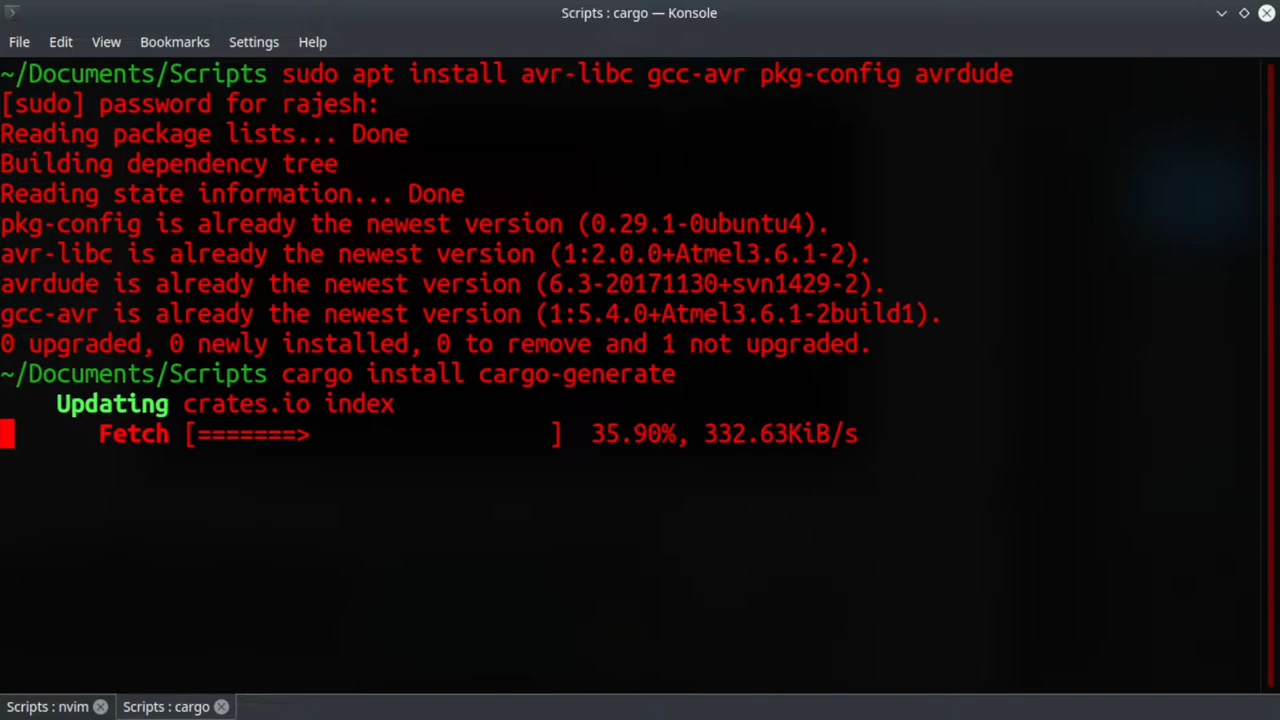 Scripts : cargo — Konsole
File Edit View Bookmarks Settings Help
~/Documents/Scripts sudo apt install avr-libc gcc-avr pkg-config avrdude
[sudo] password for rajesh:
Reading package lists... Done
Building dependency tree
Reading state information... Done
pkg-config is already the newest version (0.29.1-0ubuntu4).
avr-libc is already the newest version (1:2.0.0+Atmel3.6.1-2).
avrdude is already the newest version (6.3-20171130+svn1429-2).
gcc-avr is already the newest version (1:5.4.0+Atmel3.6.1-2build1).
0 upgraded, 0 newly installed, 0 to remove and 1 not upgraded.
~/Documents/Scripts cargo install cargo-generate
    Updating crates.io index
       Fetch [=======>                 ]  35.90%, 332.63KiB/s
Scripts : nvim Scripts : cargo